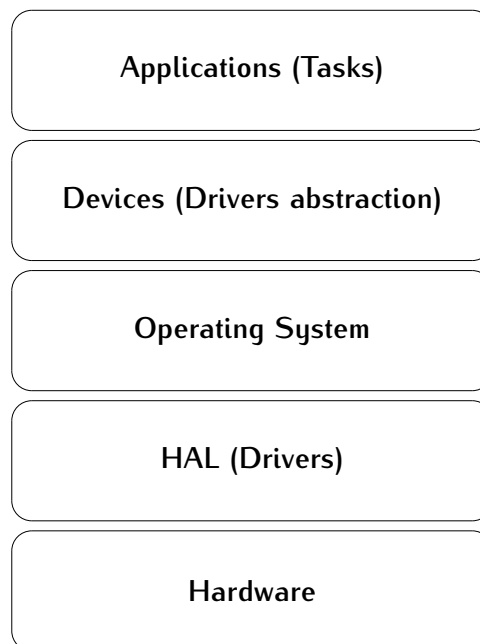 Applications (Tasks)
Devices (Drivers abstraction)
Operating System
HAL (Drivers)
Hardware